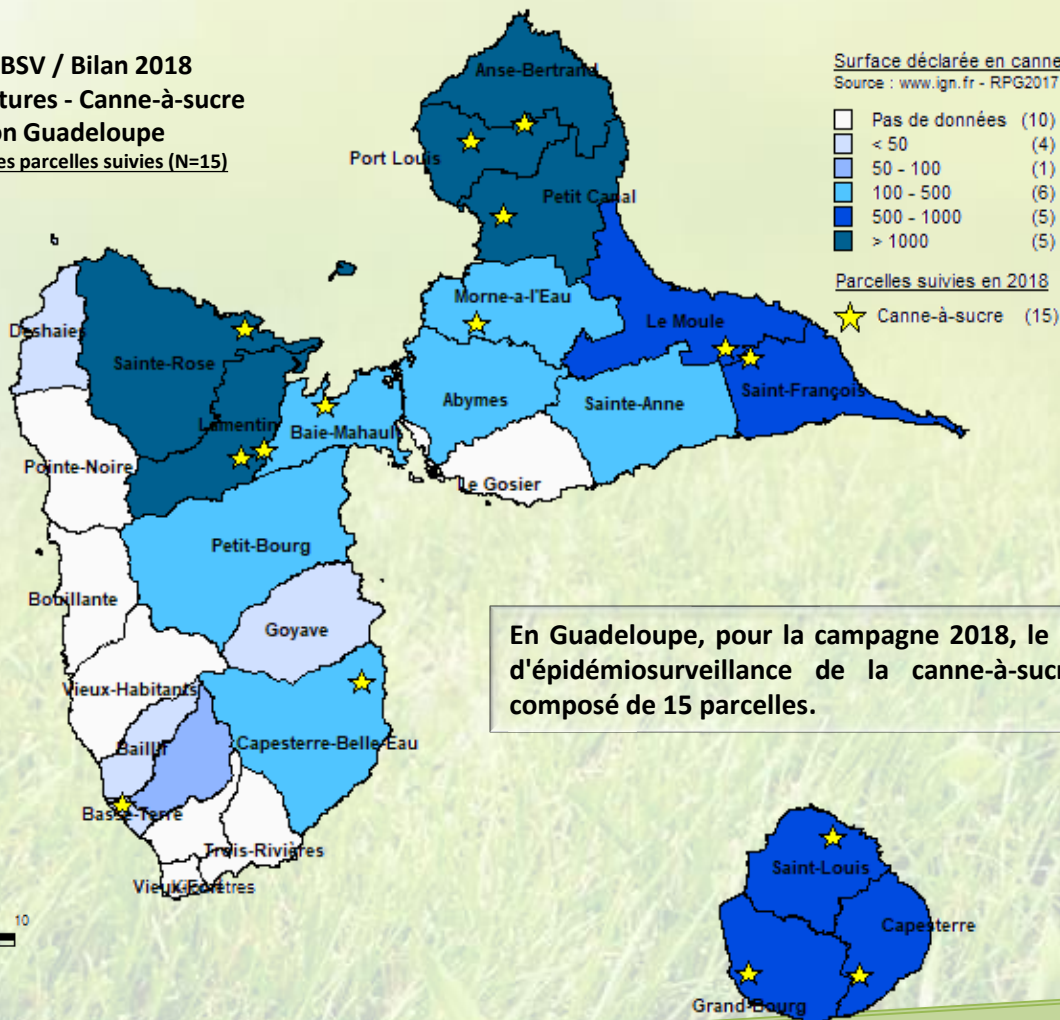 BSV / Bilan 2018
tures - Canne-à-sucre
on Guadeloupe
es parcelles suivies (N=15)
Surface déclarée en canne
Source : www.ign.fr - RPG2017
Pas de données (10)
< 50 (4)
50 - 100 (1)
100 - 500 (6)
500 - 1000 (5)
> 1000 (5)
Parcelles suivies en 2018
Canne-à-sucre (15)
Anse-Bertrand
Port Louis
Petit Canal
Morne-a-l'Eau
Le Moule
Deshaies
Sainte-Rose
Abymes
Sainte-Anne
Saint-François
Lamentin
Baie-Mahaul
Pointe-Noire
Le Gosier
Petit-Bourg
Bouillante
Goyave
En Guadeloupe, pour la campagne 2018, le
d'épidémiosurveillance de la canne-à-sucr
composé de 15 parcelles.
Vieux-Habitants
Baillif
Capesterre-Belle-Eau
Basse-Terre
Trois-Rivières
10
Saint-Louis
Capesterre
Grand-Bourg